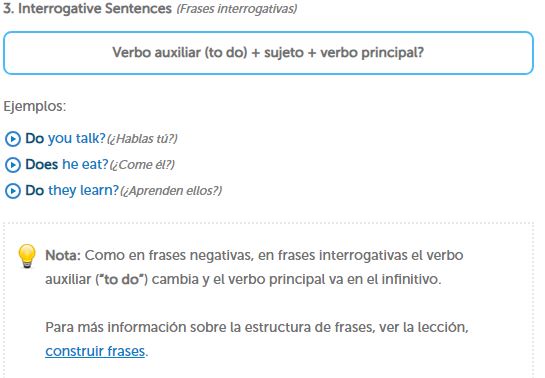 3. Interrogative Sentences (Frases interrogativas)
Verbo auxiliar (to do) + sujeto + verbo principal?
Ejemplos:
Do you talk?(¿Hablas tú?)
Does he eat?(¿Come él?)
Do they learn?(¿Aprenden ellos?)
Nota: Como en frases negativas, en frases interrogativas el verbo
auxiliar (“to do”) cambia y el verbo principal va en el infinitivo.
Para más información sobre la estructura de frases, ver la lección,
construir frases.